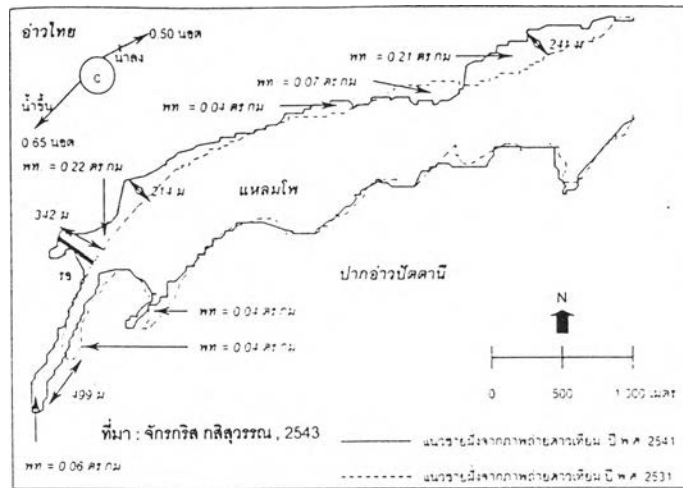 อ่าวไทย
0.50 นอต
น้ำลง
C
น้ำขึ้น
0.65 นอต
พท = 0.21 ตร กม
241 ม
พท = 0.07 ตร กม
พท = 0.04 ตร กม
พท. = 0.22 ตร กม
214 ม
แหลมโพ
342 ม
ปากอ่าวปัตตานี
พท = 0.04 ตร กม
N
พท = 0.04 ตร กม
499 ม
0
500
1 000 เมตร
ที่มา : จักรกริส กสิสุวรรณ , 2543
แนวชายฝั่งจากภาพถ่ายดาวเทียม ปี พ ศ 2541
พท = 0.06 ตร กม
แนวชายฝั่งจากภาพถ่ายดาวเทียม ปี พ ศ 2531